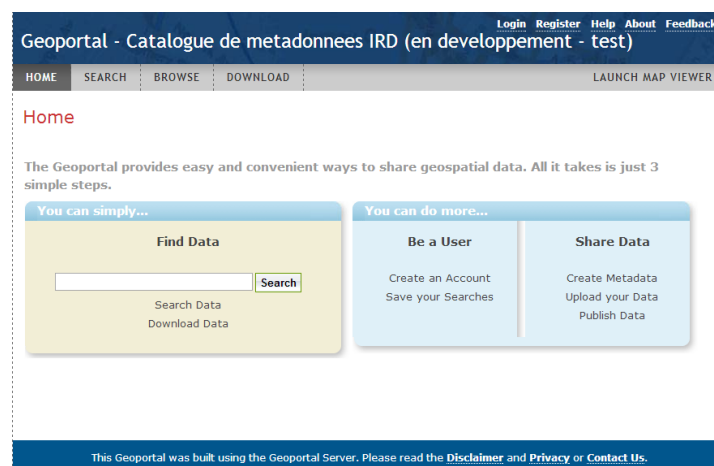 Login Register Help About Feedback
Geoportal - Catalogue de metadonnees IRD (en developpement - test)
HOME SEARCH BROWSE DOWNLOAD LAUNCH MAP VIEWER
Home
The Geoportal provides easy and convenient ways to share geospatial data. All it takes is just 3
simple steps.
You can simply...
Find Data
Search
Search Data
Download Data
You can do more...
Be a User
Create an Account
Save your Searches
Share Data
Create Metadata
Upload your Data
Publish Data
This Geoportal was built using the Geoportal Server. Please read the Disclaimer and Privacy or Contact Us.